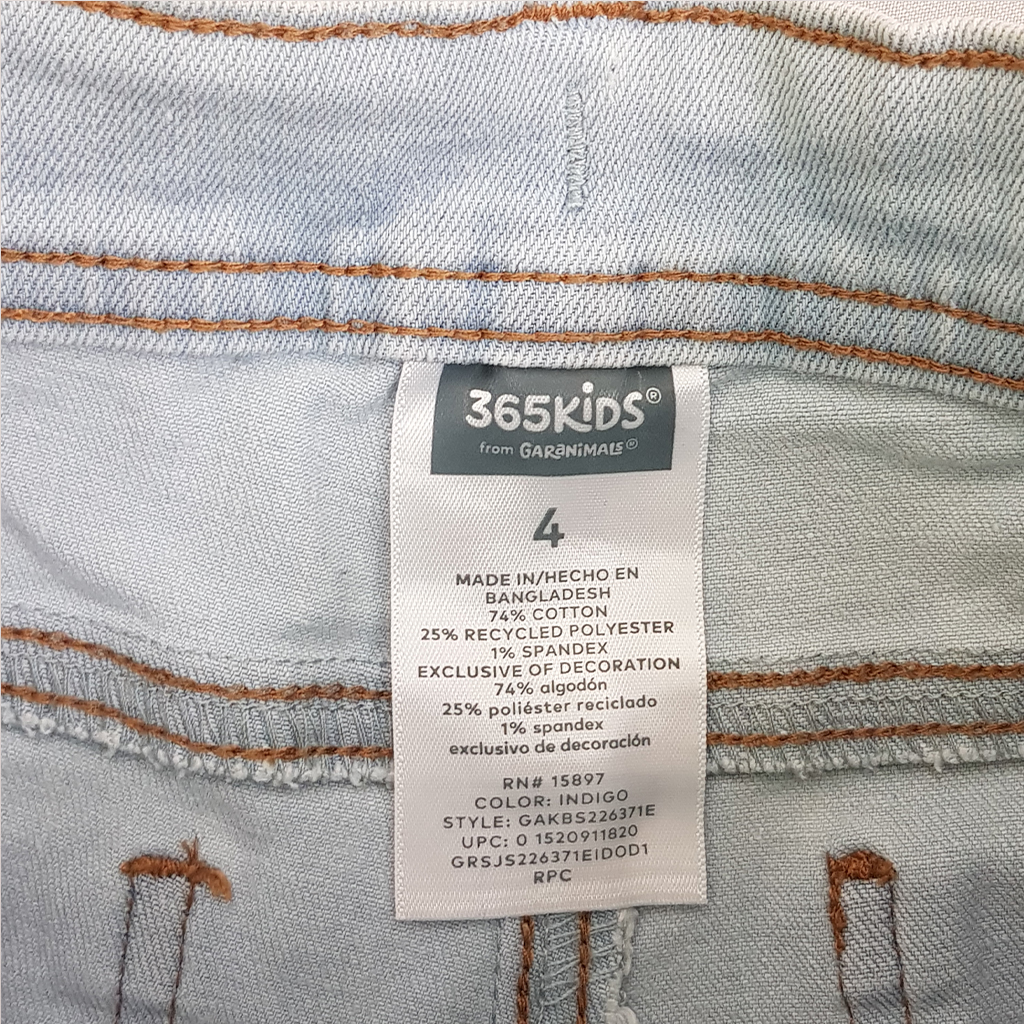 365KiDS®
from GARaNiMALS®
4
MADE IN/HECHO EN
BANGLADESH
74% COTTON
25% RECYCLED POLYESTER
1% SPANDEX
EXCLUSIVE OF DECORATION
74% algodón
25% poliéster reciclado
1% spandex
exclusivo de decoración
RN# 15897
COLOR: INDIGO
STYLE: GAKBS226371E
UPC: 0 1520911820
GRSJS226371EIDOD1
RPC